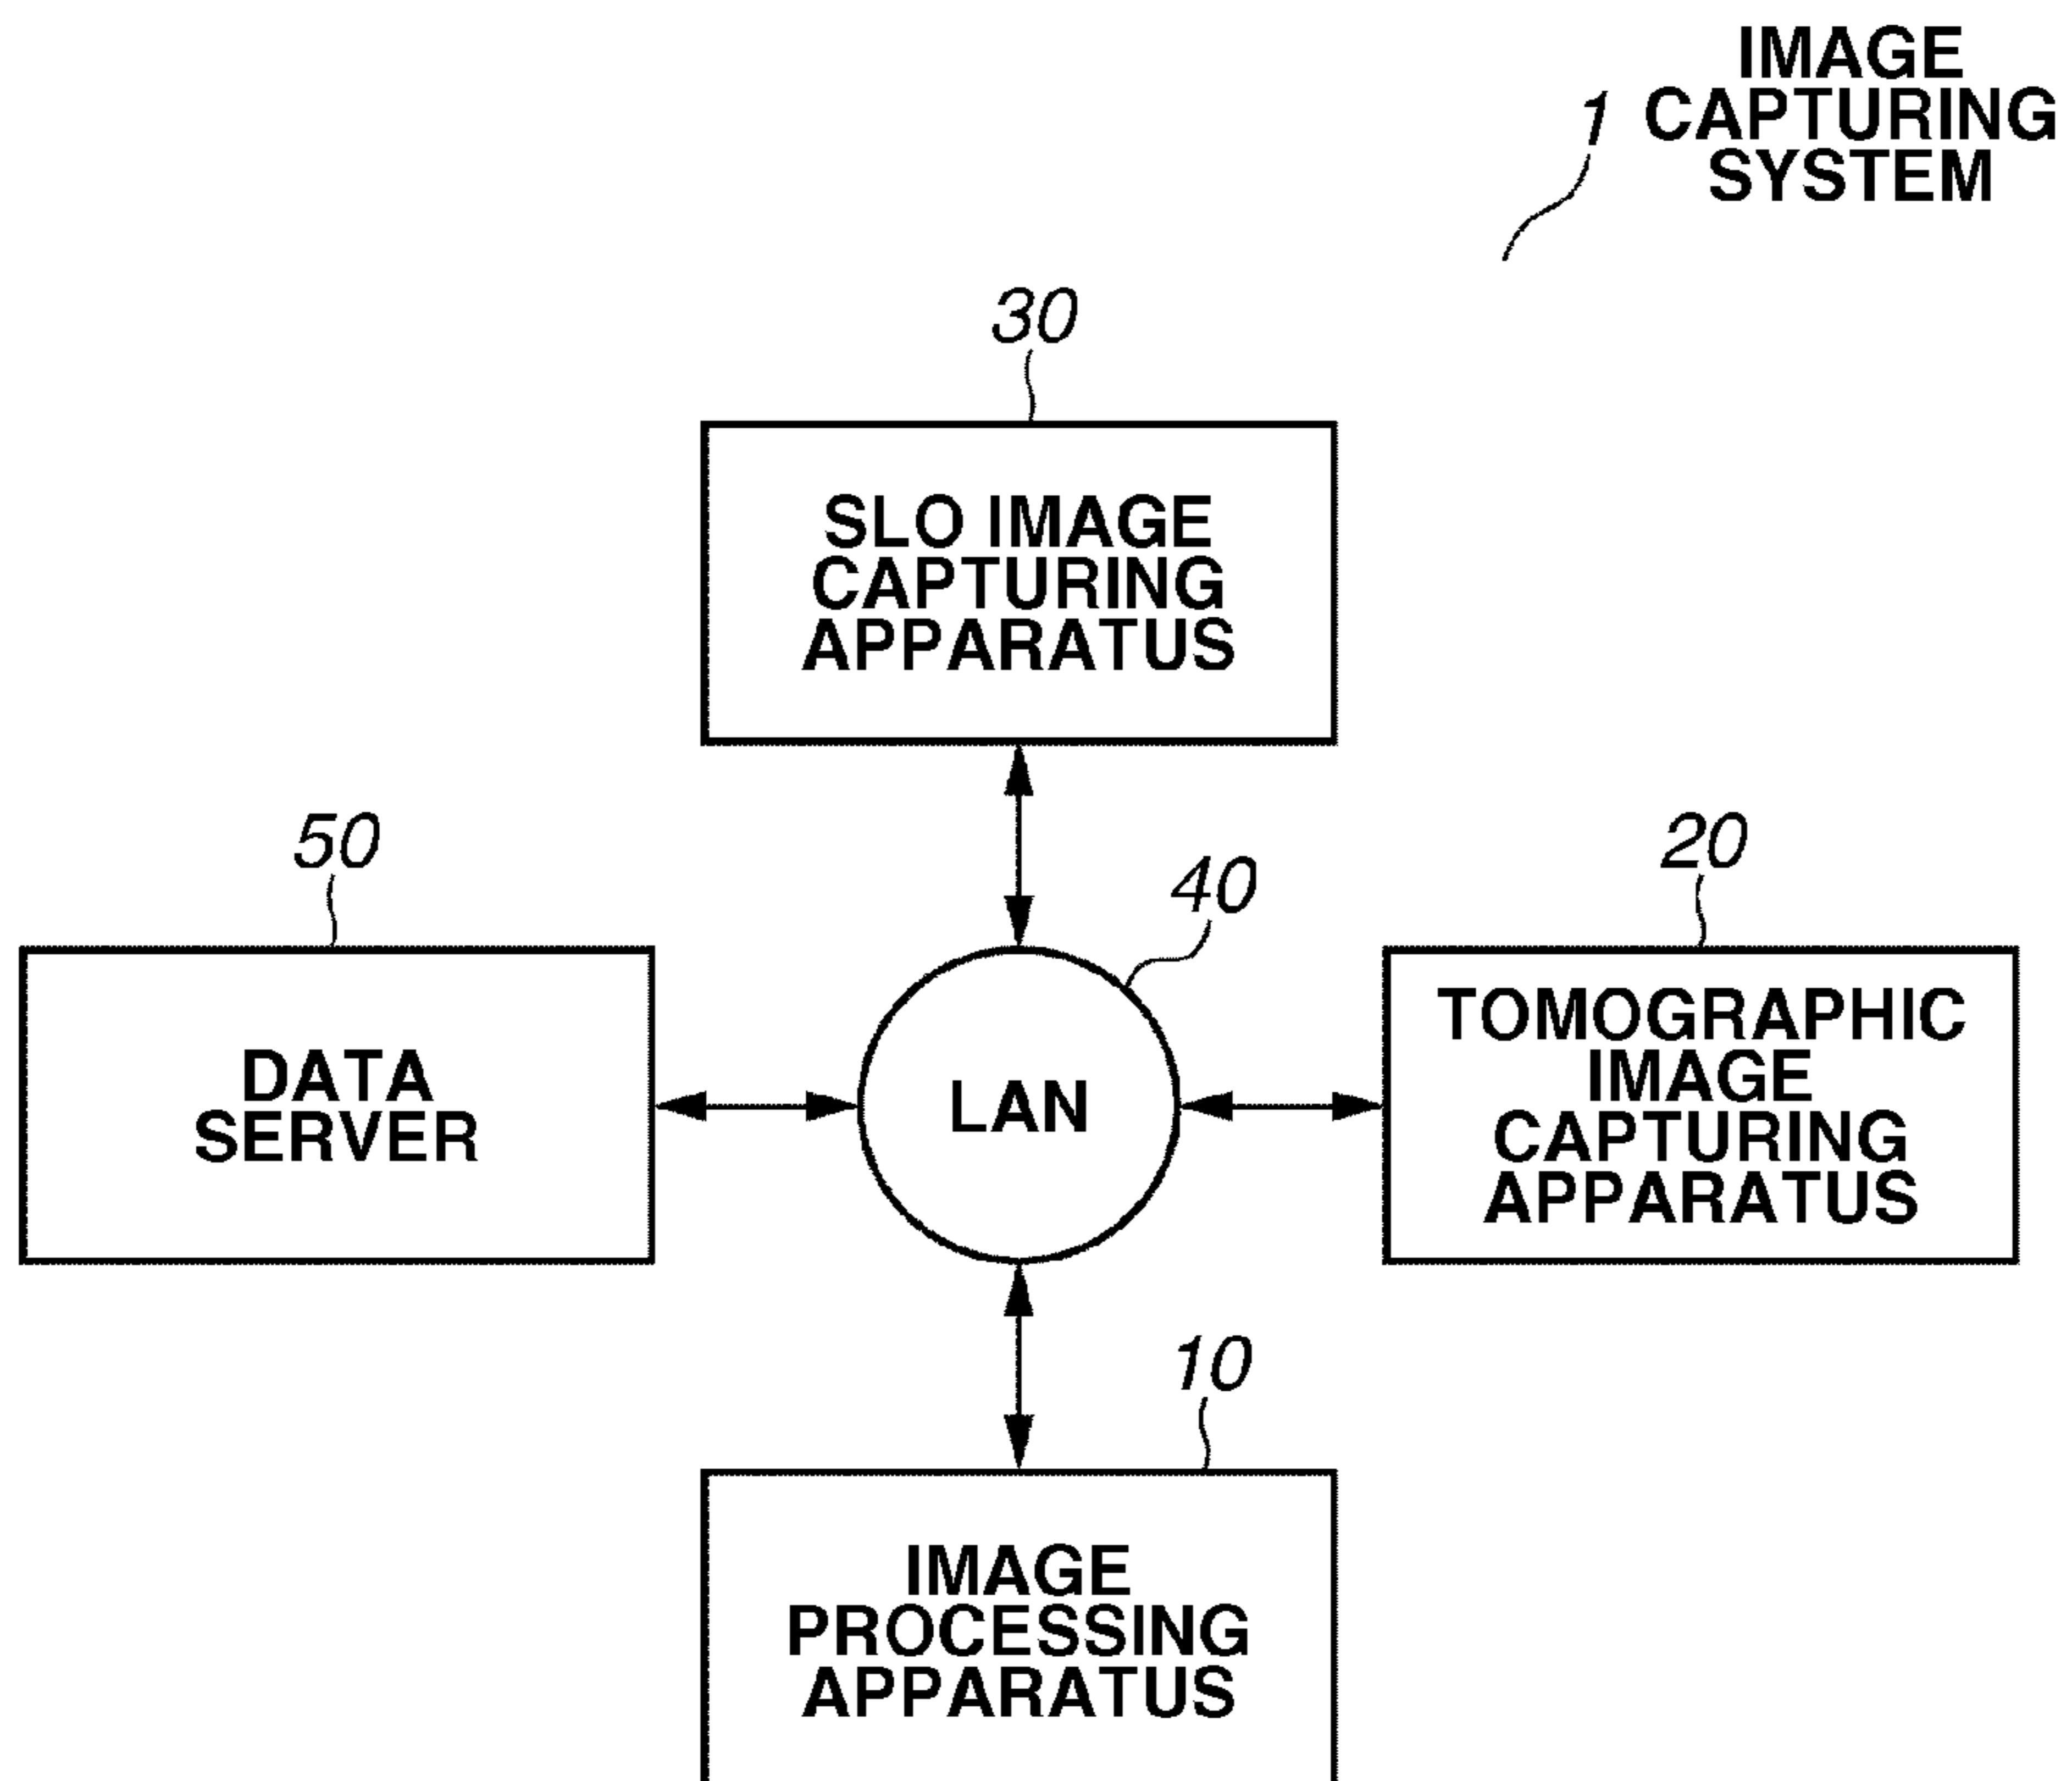 IMAGE
CAPTURING
SYSTEM
1
30
SLO IMAGE
CAPTURING
APPARATUS
50
DATA
SERVER
40
LAN
20
TOMOGRAPHIC
IMAGE
CAPTURING
APPARATUS
10
IMAGE
PROCESSING
APPARATUS